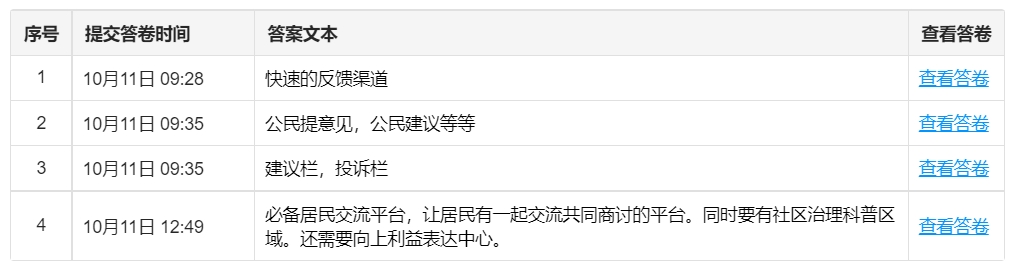 序号 提交答卷时间 答案文本 查看答卷
1 10月11日 09:28 快速的反馈渠道 查看答卷
2 10月11日 09:35 公民提意见，公民建议等等 查看答卷
3 10月11日 09:35 建议栏，投诉栏 查看答卷
4 10月11日 12:49 必备居民交流平台，让居民有一起交流共同商讨的平台。同时要有社区治理科普区 查看答卷
域。还需要向上利益表达中心。